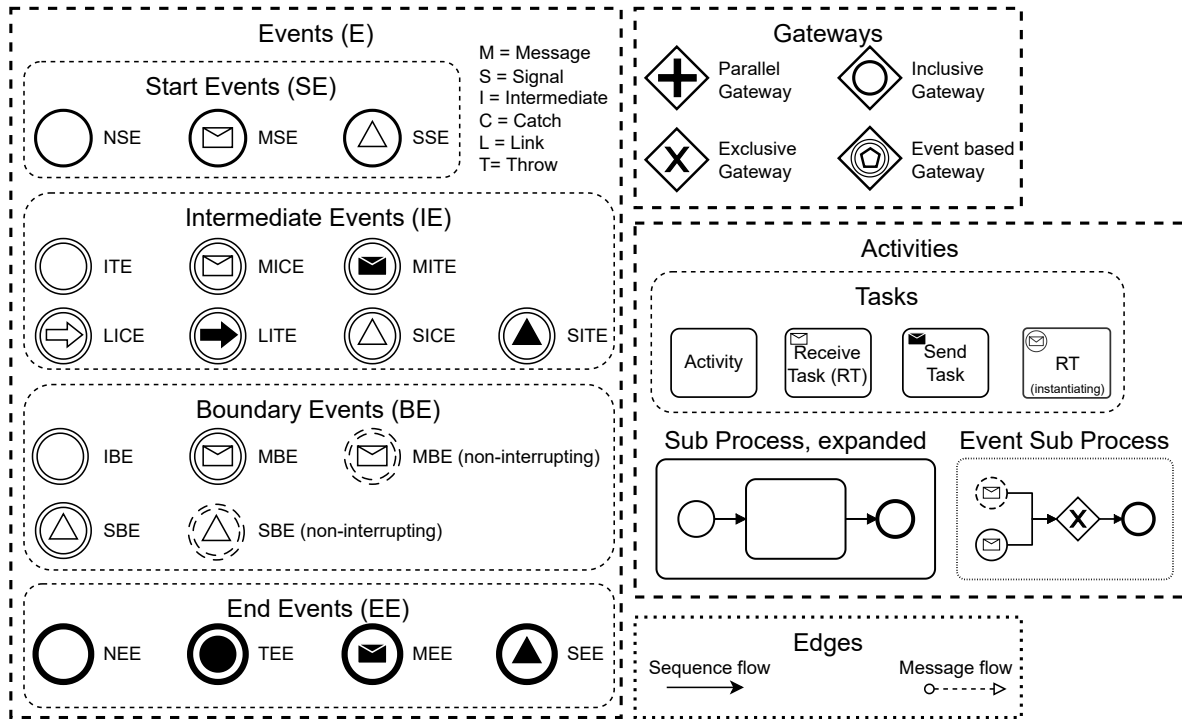 Events (E)
M = Message
S = Signal
I = Intermediate
C = Catch
L = Link
T= Throw
Start Events (SE)
NSE
MSE
SSE
Intermediate Events (IE)
ITE
MICE
MITE
LICE
LITE
SICE
SITE
Boundary Events (BE)
IBE
MBE
MBE (non-interrupting)
SBE
SBE (non-interrupting)
End Events (EE)
NEE
TEE
MEE
SEE
Gateways
Parallel
Gateway
Inclusive
Gateway
X
Exclusive
Gateway
Event based
Gateway
Activities
Tasks
Activity
Receive
Task (RT)
Send
Task
RT
(instantiating)
Sub Process, expanded
Event Sub Process
X
Edges
Sequence flow
Message flow